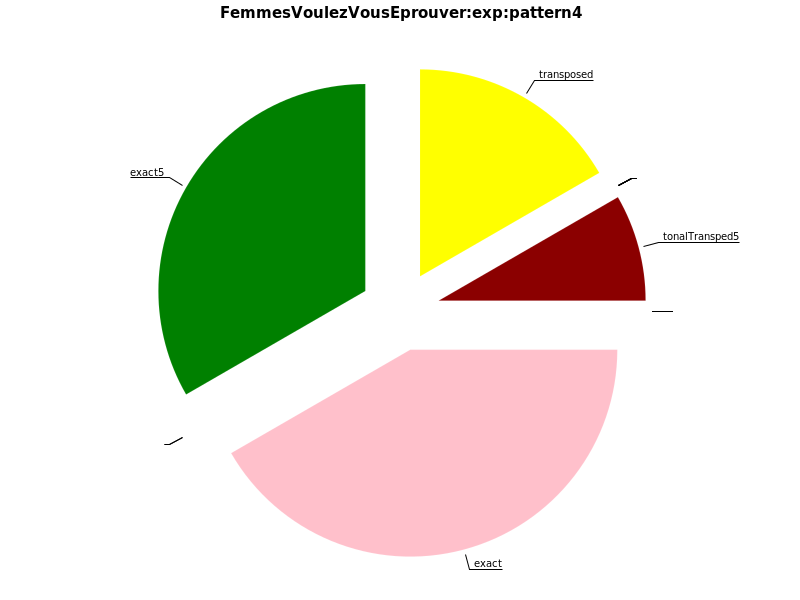 FemmesVoulezVousEprouver:exp:pattern4
transposed
exact5
tonalTransped5
exact